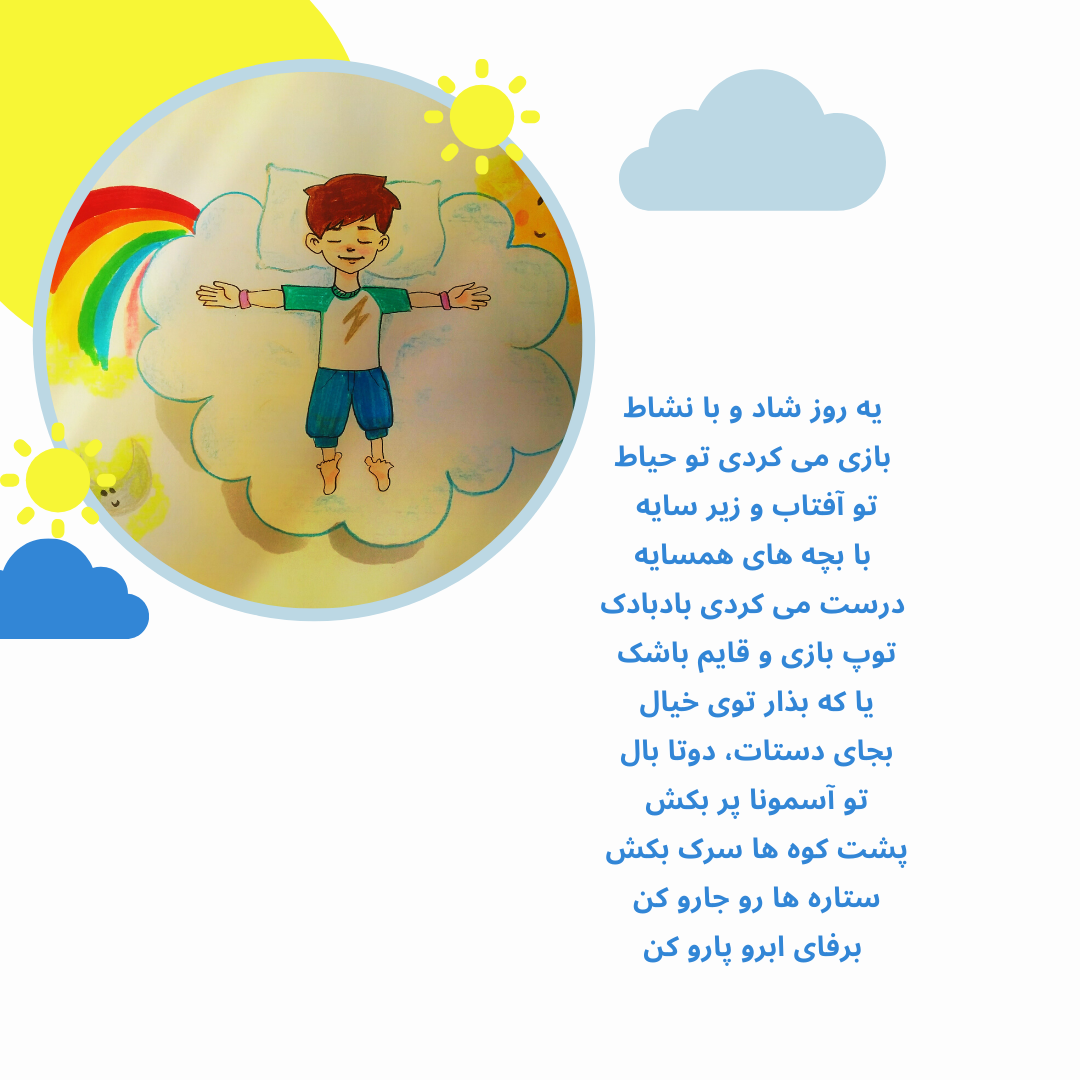 یه روز شاد و با نشاط
بازی می کردی تو حیاط
تو آفتاب و زیر سایه
با بچه های همسایه
درست می کردی بادبادک
توپ بازی و قایم باشک
یا که بذار توی خیال
بجای دستات، دوتا بال
تو آسمونا پر بکش
پشت کوه ها سرک بکش
ستاره ها رو جارو کن
برفای ابرو پارو کن